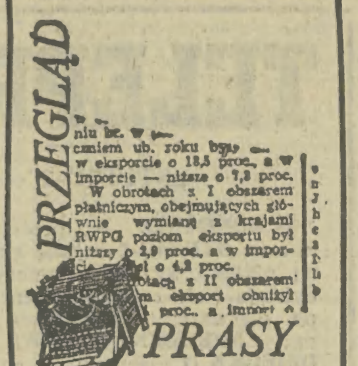 PRZEGLĄD
niu br. w
czniem ub. roku były
w eksporcie o 18,5 proc., a w
imporcie — niższe o 7,8 proc.
W obrotach z I obszarem
płatniczym, obejmujących głó-
wnie wymianę z krajami
RWPG poziom eksportu był
niższy o 2,9 proc., a w impor-
o 4,2 proc.
z II obszarem
eksport obniżył
proc., a import o
PRASY